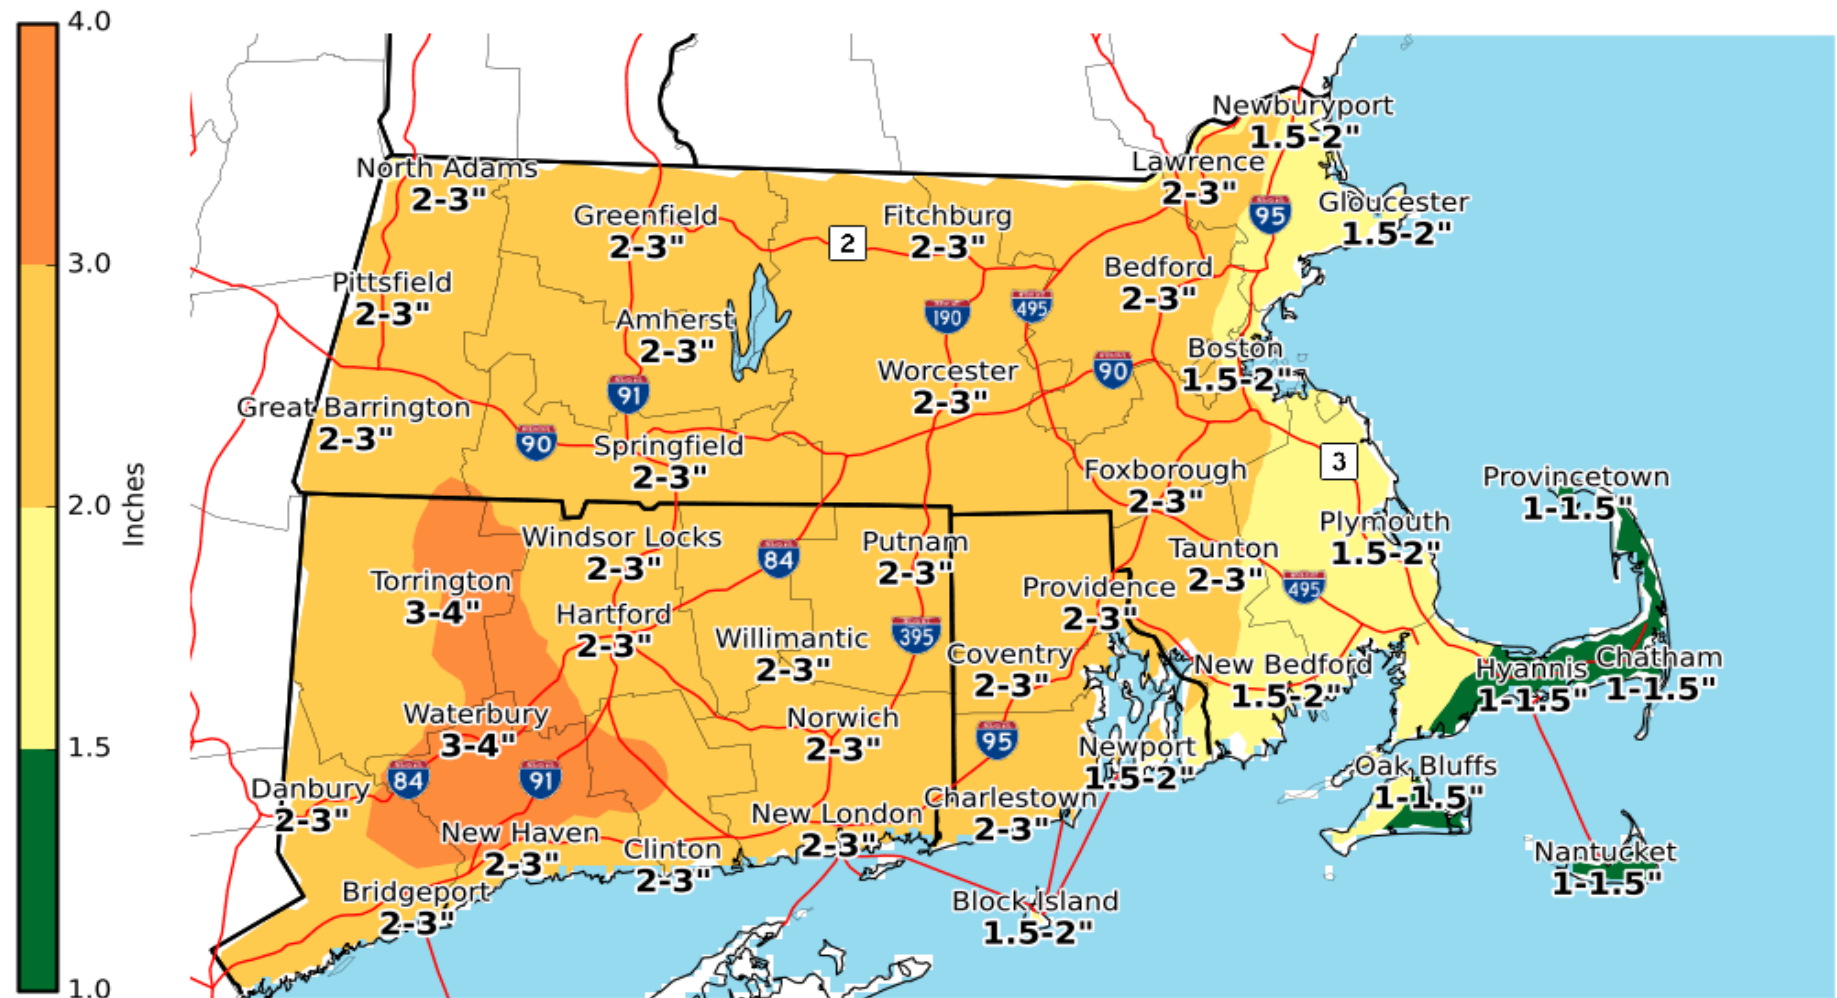 4.0
3.0
2.0
1.5
1.0
Inches
Newburyport
1.5-2"
North Adams
2-3"
Lawrence
2-3"
Greenfield
2-3"
2
Fitchburg
2-3"
95
Gloucester
1.5-2"
Pittsfield
2-3"
Bedford
2-3"
Amherst
2-3"
190
495
Boston
1.5-2"
Worcester
2-3"
90
91
Great Barrington
2-3"
90
Springfield
2-3"
3
Foxborough
2-3"
Provincetown
1-1.5"
Windsor Locks
2-3"
84
Putnam
2-3"
Plymouth
1.5-2"
Taunton
2-3"
495
Torrington
3-4"
Providence
2-3"
Hartford
2-3"
395
Willimantic
2-3"
Coventry
2-3"
New Bedford
1.5-2"
Hyannis
1-1.5"
Chatham
1-1.5"
Waterbury
3-4"
Norwich
2-3"
95
Newport
1.5-2"
84
91
Oak Bluffs
1-1.5"
Danbury
2-3"
New London
2-3"
Charlestown
2-3"
New Haven
2-3"
Clinton
2-3"
Nantucket
1-1.5"
Bridgeport
2-3"
Block Island
1.5-2"